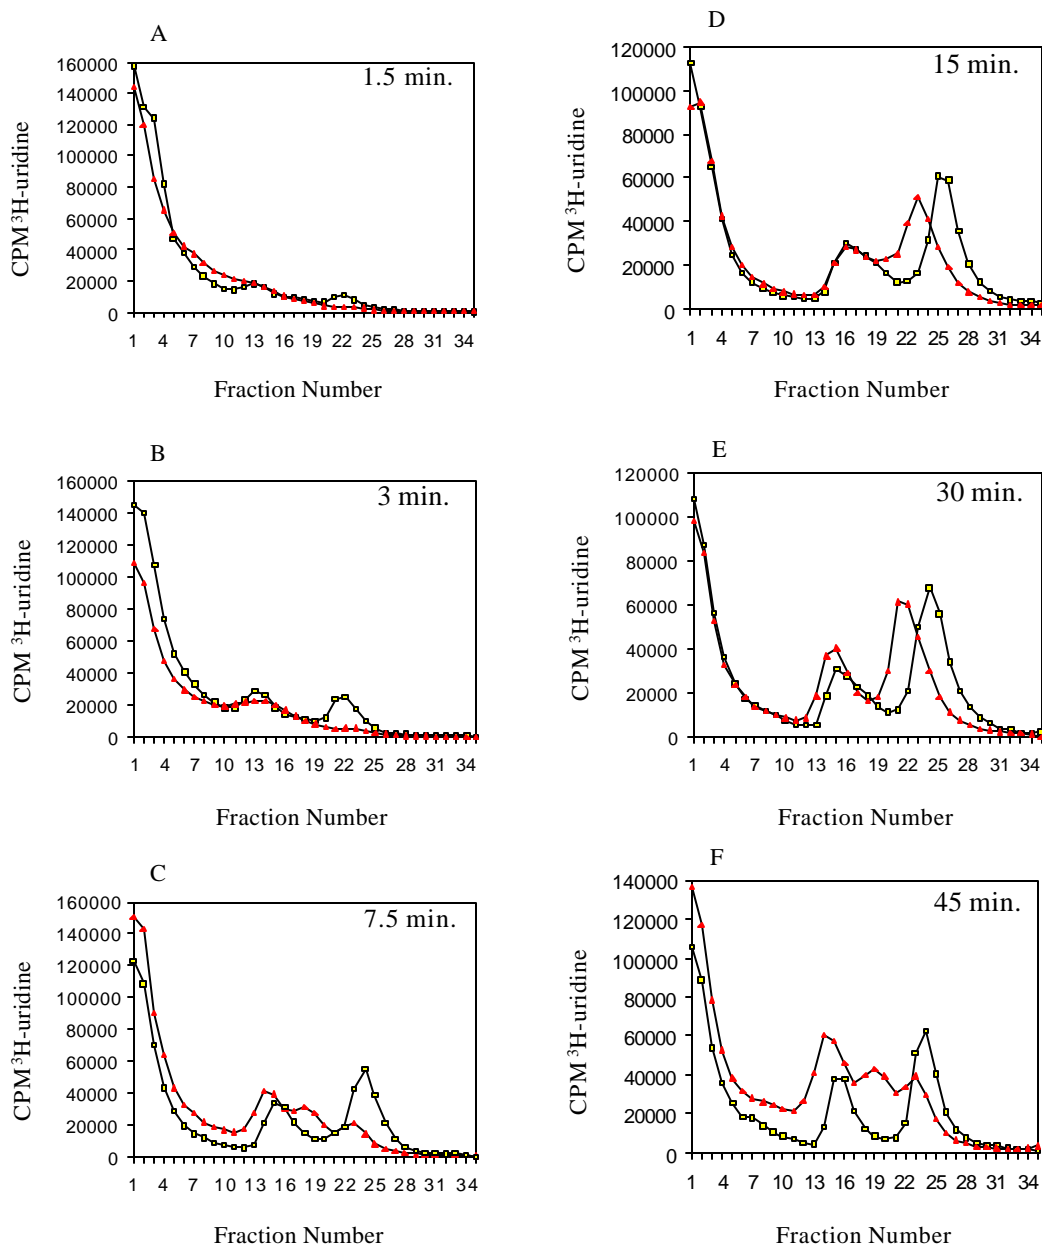 A
1.5 min.
CPM ³H-uridine
160000
140000
120000
100000
80000
60000
40000
20000
0
1 4 7 10 13 16 19 22 25 28 31 34
Fraction Number
B
3 min.
CPM ³H-uridine
160000
140000
120000
100000
80000
60000
40000
20000
0
1 4 7 10 13 16 19 22 25 28 31 34
Fraction Number
C
7.5 min.
CPM ³H-uridine
160000
140000
120000
100000
80000
60000
40000
20000
0
1 4 7 10 13 16 19 22 25 28 31 34
Fraction Number
D
15 min.
CPM ³H-uridine
120000
100000
80000
60000
40000
20000
0
1 4 7 10 13 16 19 22 25 28 31 34
Fraction Number
E
30 min.
CPM ³H-uridine
120000
100000
80000
60000
40000
20000
0
1 4 7 10 13 16 19 22 25 28 31 34
Fraction Number
F
45 min.
CPM ³H-uridine
140000
120000
100000
80000
60000
40000
20000
0
1 4 7 10 13 16 19 22 25 28 31 34
Fraction Number